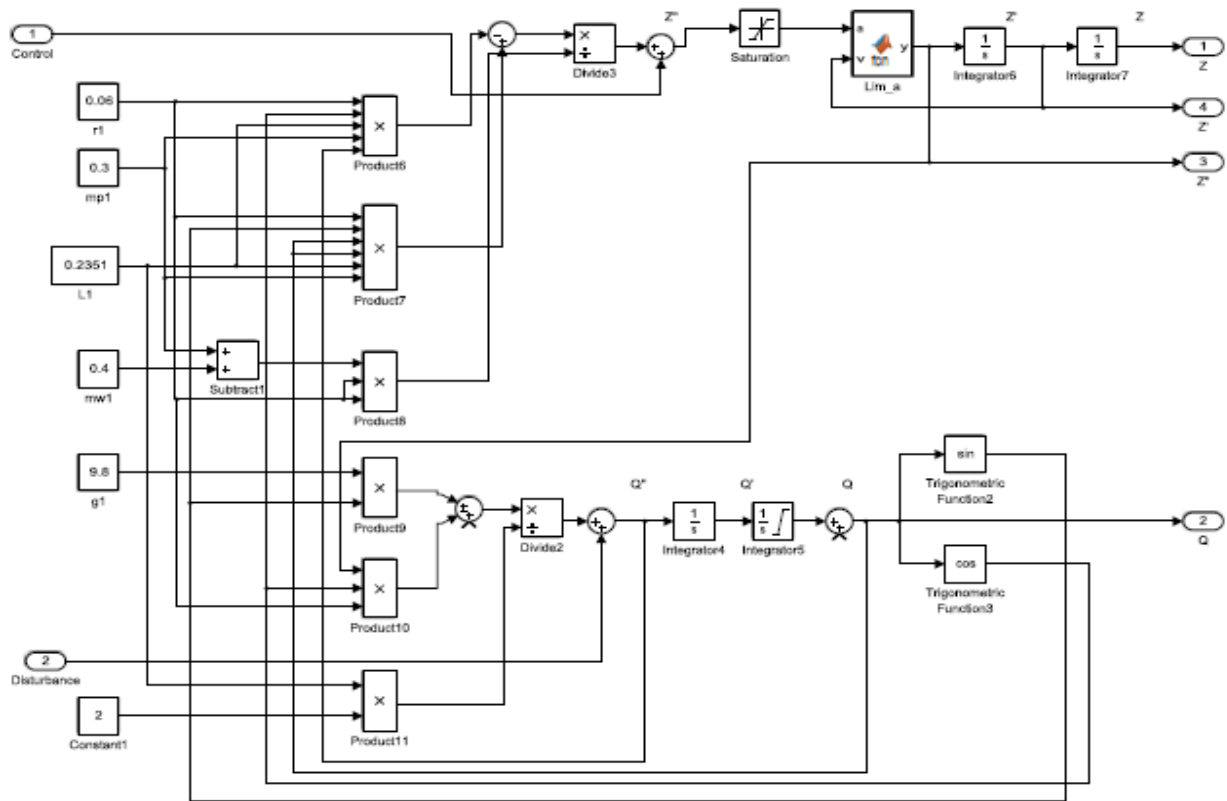 1
Control
0.06
r1
0.3
mp1
0.2351
L1
0.4
mw1
9.8
g1
2
Disturbance
2
Constant1
+
+
Subtract1
×
Product6
×
Product7
×
Product8
×
Product9
×
Product10
×
Product11
×
÷
Divide3
Z''
Saturation
a
v
y
Lim_a
Z'
1
s
Integrator6
Z
1
s
Integrator7
1
Z
4
Z'
3
Z''
×
÷
Divide2
Q''
1
s
Integrator4
Q'
1
s
Integrator5
Q
sin
Trigonometric
Function2
cos
Trigonometric
Function3
2
Q